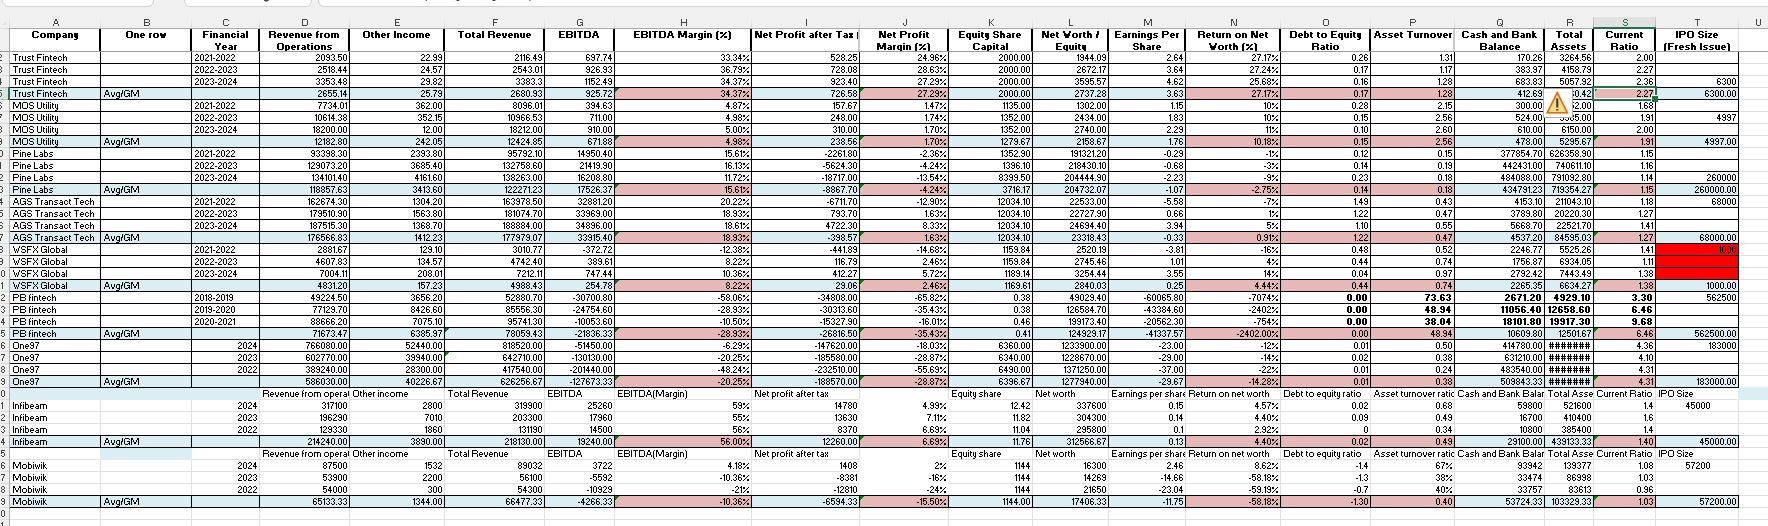 A B C D E F G H I J K L M N O P Q R S T U
Company One row Financial Year Revenue from Operations Other Income Total Revenue EBITDA EBITDA Margin (%) Net Profit after Tax Net Profit Margin (%) Equity Share Capital Net Worth / Equity Earnings Per Share Return on Net Worth (%) Debt to Equity Ratio Asset Turnover Cash and Bank Balance Total Assets Current Ratio IPO Size (Fresh Issue)
Trust Fintech 2021-2022 2093.50 22.99 2116.49 697.74 33.34% 528.25 24.96% 2000.00 1944.09 2.64 27.17% 0.26 1.31 170.26 3264.56 2.00
Trust Fintech 2022-2023 2518.44 24.57 2543.01 926.93 36.79% 728.08 28.63% 2000.00 2672.17 3.64 27.24% 0.17 1.17 383.97 4158.79 2.27
Trust Fintech 2023-2024 3353.48 29.82 3383.3 1152.49 34.37% 923.40 27.29% 2000.00 3595.57 4.62 25.68% 0.16 1.28 683.83 5057.92 2.36 6300
Trust Fintech Avg/GM 2655.14 25.79 2680.93 925.72 34.37% 726.58 27.29% 2000.00 2737.28 3.63 27.17% 0.17 1.28 412.69 0.42 2.27 6300.00
MOS Utility 2021-2022 7734.01 362.00 8096.01 394.63 4.87% 157.67 1.47% 1135.00 1302.00 1.15 10% 0.28 2.15 300.00 2.00 1.68
MOS Utility 2022-2023 10614.38 352.15 10966.53 711.00 4.98% 248.00 1.74% 1352.00 2434.00 1.83 10% 0.15 2.56 524.00 5.00 1.91 4997
MOS Utility 2023-2024 18200.00 12.00 18212.00 910.00 5.00% 310.00 1.70% 1352.00 2740.00 2.29 11% 0.10 2.60 610.00 6150.00 2.00
MOS Utility Avg/GM 12182.80 242.05 12424.85 671.88 4.98% 238.56 1.70% 1279.67 2158.67 1.76 10.18% 0.15 2.56 478.00 5295.67 1.91 4997.00
Pine Labs 2021-2022 93398.30 2393.80 95792.10 14950.40 15.61% -2261.80 -2.36% 1352.90 191321.20 -0.29 -1% 0.12 0.15 377854.70 626358.90 1.15
Pine Labs 2022-2023 129073.20 3685.40 132758.60 21419.90 16.13% -5624.30 -4.24% 1396.10 218430.10 -0.68 -3% 0.14 0.19 442431.00 740611.10 1.16
Pine Labs 2023-2024 134101.40 4161.60 138263.00 16208.80 11.72% -18717.00 -13.54% 8399.50 204444.90 -2.23 -9% 0.23 0.18 484088.00 791092.80 1.14 260000
Pine Labs Avg/GM 118857.63 3413.60 122271.23 17526.37 15.61% -8867.70 -4.24% 3716.17 204732.07 -1.07 -2.75% 0.14 0.18 434791.23 719354.27 1.15 260000.00
AGS Transact Tech 2021-2022 162674.30 1304.20 163978.50 32881.20 20.22% -6711.70 -12.90% 12034.10 22533.00 -5.58 -7% 1.49 0.43 4153.10 211043.10 1.18 68000
AGS Transact Tech 2022-2023 179510.90 1563.80 181074.70 33969.00 18.93% 793.70 1.63% 12034.10 22727.90 0.66 1% 1.22 0.47 3789.80 20220.30 1.27
AGS Transact Tech 2023-2024 187515.30 1368.70 188884.00 34896.00 18.61% 4722.30 8.33% 12034.10 24694.40 3.94 5% 1.10 0.55 5668.70 22521.70 1.41
AGS Transact Tech Avg/GM 176566.83 1412.23 177979.07 33915.40 18.93% -398.57 1.63% 12034.10 23318.43 -0.33 0.91% 1.22 0.47 4537.20 84595.03 1.27 68000.00
WSFX Global 2021-2022 2881.67 129.10 3010.77 -372.72 -12.38% -441.89 -14.68% 1159.84 2520.19 -3.81 -16% 0.48 0.52 2246.77 5525.26 1.41 1000
WSFX Global 2022-2023 4607.83 134.57 4742.40 389.61 8.22% 116.79 2.46% 1159.84 2745.46 1.01 4% 0.44 0.74 1756.87 6934.05 1.11
WSFX Global 2023-2024 7004.11 208.01 7212.11 747.44 10.36% 412.27 5.72% 1189.14 3254.44 3.55 14% 0.04 0.97 2792.42 7443.49 1.38
WSFX Global Avg/GM 4831.20 157.23 4988.43 254.78 8.22% 29.06 2.46% 1169.61 2840.03 0.25 4.44% 0.44 0.74 2265.35 6634.27 1.38 1000.00
PB fintech 2018-2019 49224.50 3656.20 52880.70 -30700.80 -58.06% -34808.00 -65.82% 0.38 49029.40 -60065.80 -7074% 0.00 73.63 2671.20 4929.10 3.30 562500
PB fintech 2019-2020 77129.70 8426.60 85556.30 -24754.60 -28.93% -30313.60 -35.43% 0.38 126584.70 -43384.60 -2402% 0.00 48.94 11056.40 12658.60 6.46
PB fintech 2020-2021 88666.20 7075.10 95741.30 -10053.60 -10.50% -15327.90 -16.01% 0.46 199173.40 -20562.30 -754% 0.00 38.04 18101.80 19917.30 9.68
PB fintech Avg/GM 71673.47 6385.97 78059.43 -21836.33 -28.93% -26816.50 -35.43% 0.41 124929.17 -41337.57 -2402.00% 0.00 48.94 10609.80 12501.67 6.46 562500.00
One97 2024 766080.00 52440.00 818520.00 -51450.00 -6.29% -147620.00 -18.03% 6360.00 1233900.00 -23.00 -12% 0.01 0.50 414780.00 ####### 4.36 183000
One97 2023 602770.00 39940.00 642710.00 -130130.00 -20.25% -185580.00 -28.87% 6340.00 1228670.00 -29.00 -14% 0.02 0.38 631210.00 ####### 4.10
One97 2022 389240.00 28300.00 417540.00 -201440.00 -48.24% -232510.00 -55.69% 6490.00 1371250.00 -37.00 -22% 0.01 0.24 483540.00 ####### 4.31
One97 Avg/GM 586030.00 40226.67 626256.67 -127673.33 -20.25% -188570.00 -28.87% 6396.67 1277940.00 -29.67 -14.28% 0.01 0.38 509843.33 ####### 4.31 183000.00
Revenue from operat Other income Total Revenue EBITDA EBITDA(Margin) Net profit after tax Equity share Net worth Earnings per share Return on net worth Debt to equity ratio Asset turnover ratio Cash and Bank Balar Total Asse Current Ratio IPO Size
Infibeam 2024 317100 2800 319900 25260 59% 14780 4.99% 12.42 337600 0.15 4.57% 0.02 0.68 59800 521600 1.4 45000
Infibeam 2023 196290 7010 203300 17960 55% 13630 7.11% 11.82 304300 0.14 4.40% 0.09 0.49 16700 410400 1.6
Infibeam 2022 129330 1860 131190 14500 56% 8370 6.69% 11.04 295800 0.1 2.92% 0 0.34 10800 385400 1.4
Infibeam Avg/GM 214240.00 3890.00 218130.00 19240.00 56.00% 12260.00 6.69% 11.76 312566.67 0.13 4.40% 0.02 0.49 29100.00 439133.33 1.40 45000.00
Revenue from operat Other income Total Revenue EBITDA EBITDA(Margin) Net profit after tax Equity share Net worth Earnings per share Return on net worth Debt to equity ratio Asset turnover ratio Cash and Bank Balar Total Asse Current Ratio IPO Size
Mobiwik 2024 87500 1532 89032 3722 4.18% 1408 2% 1144 16300 2.46 8.62% -1.4 67% 93942 139377 1.08 57200
Mobiwik 2023 53900 2200 56100 -5592 -10.36% -8381 -16% 1144 14269 -14.66 -58.18% -1.3 38% 33474 86998 1.03
Mobiwik 2022 54000 300 54300 -10929 -21% -12810 -24% 1144 21650 -23.04 -59.19% -0.7 40% 33757 83613 0.96
Mobiwik Avg/GM 65133.33 1344.00 66477.33 -4266.33 -10.36% -6594.33 -15.50% 1144.00 17406.33 -11.75 -58.18% -1.30 0.40 53724.33 103329.33 1.03 57200.00